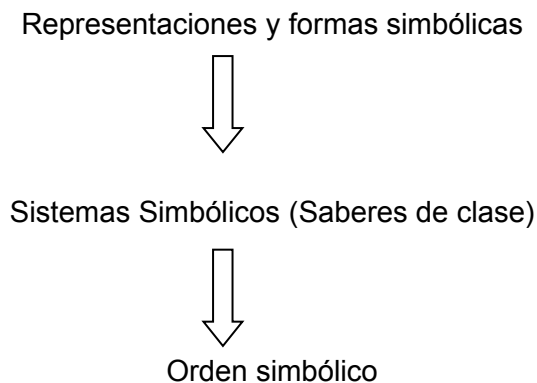 Representaciones y formas simbólicas
Sistemas Simbólicos (Saberes de clase)
Orden simbólico